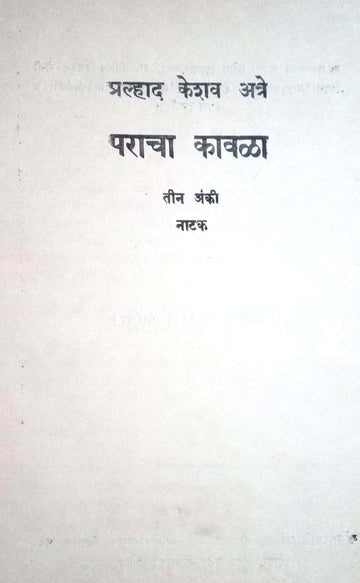 प्रल्हाद केशव अत्रे
पराचा कावळा
तीन अंकी
नाटक